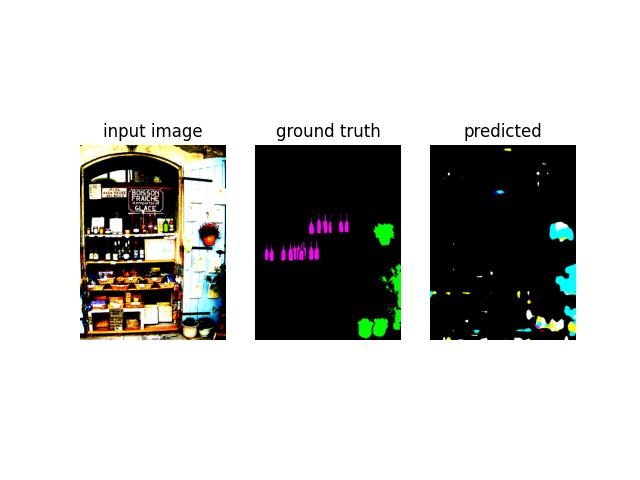 input image
ground truth
predicted
BOISSON
FRAICHE
GLACE